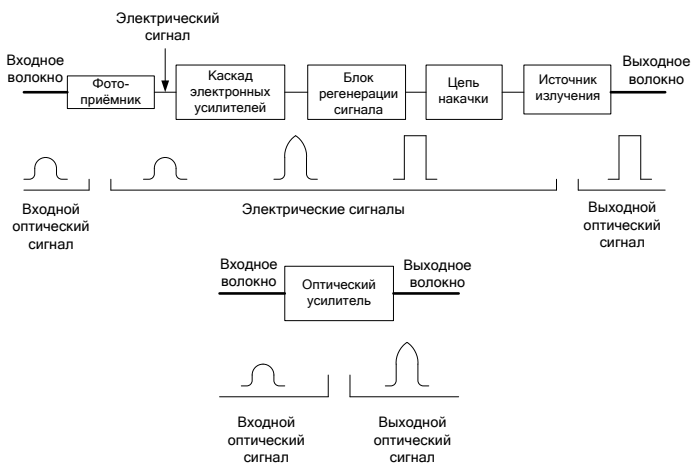 Электрический
сигнал
Входное
волокно
Фото-
приёмник
Каскад
электронных
усилителей
Блок
регенерации
сигнала
Цепь
накачки
Источник
излучения
Выходное
волокно
Входной
оптический
сигнал
Электрические сигналы
Выходной
оптический
сигнал
Входное
волокно
Оптический
усилитель
Выходное
волокно
Входной
оптический
сигнал
Выходной
оптический
сигнал